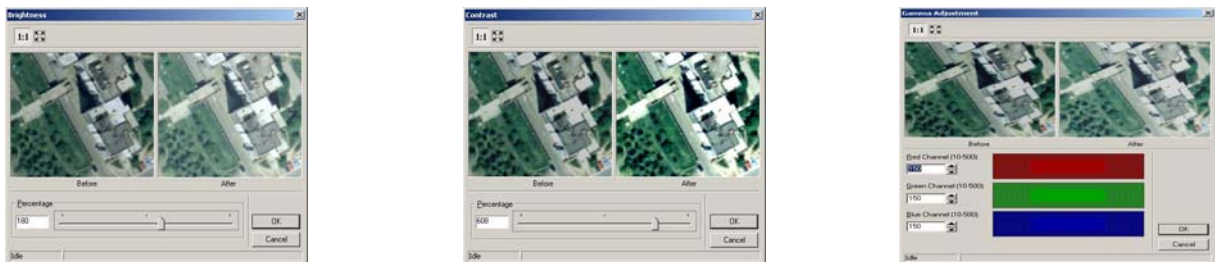 Brightness
1:1
Before After
Percentage
180
OK
Cancel
Idle
Contrast
1:1
Before After
Percentage
608
OK
Cancel
Idle
Gamma Adjustment
1:1
Before After
Red Channel (10-500)
150
Green Channel (10-500)
150
Blue Channel (10-500)
150
OK
Cancel
Idle